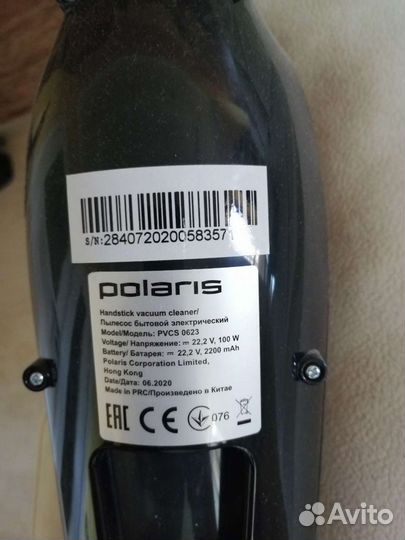 S/N:2840720200583571
polaris
Handstick vacuum cleaner/
Пылесос бытовой электрический
Model/Модель: PVCS 0623
Voltage/ Напряжение: ⎓ 22,2 V, 100 W
Battery/ Батарея: ⎓ 22,2 V, 2200 mAh
Polaris Corporation Limited,
Hong Kong
Date/Дата: 06.2020
Made in PRC/Произведено в Китае
EAC CE 076
Avito